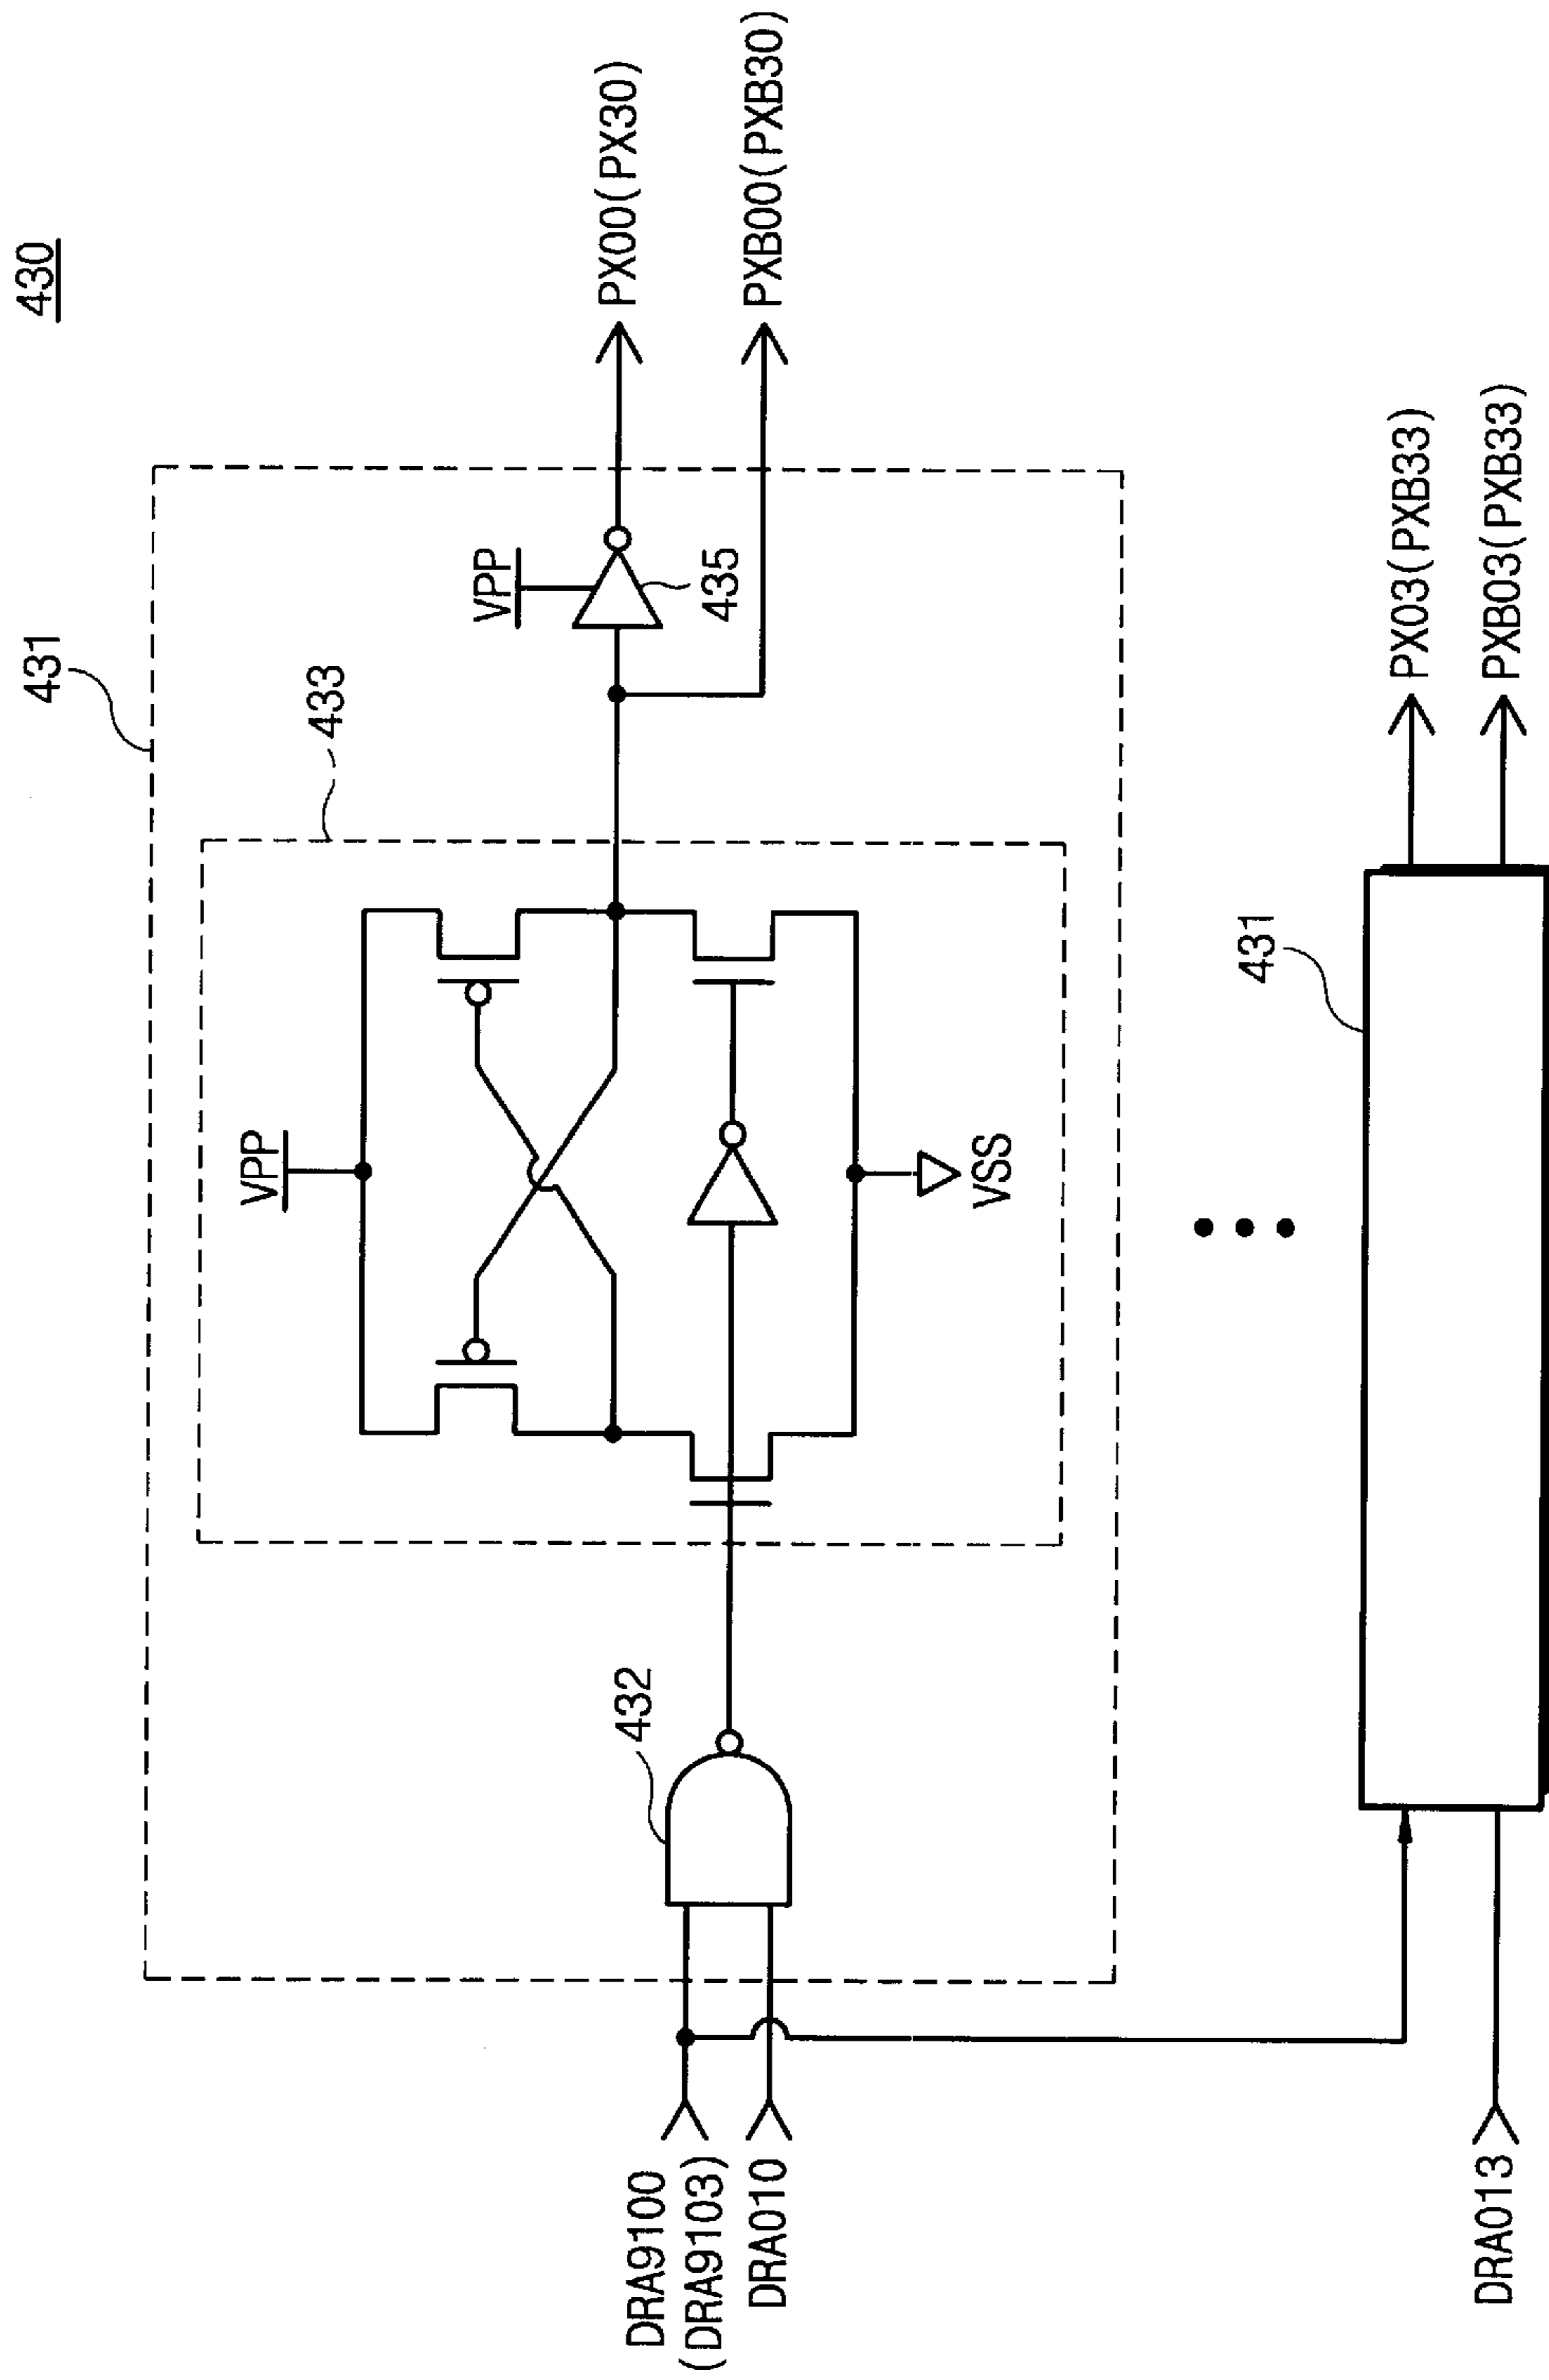 430
431
433
VPP
VPP
435
PX00(PX30)
PXB00(PXB30)
432
VSS
DRA9100
(DRA9103)
DRA010
431
PX03(PXB33)
PXB03(PXB33)
DRA013